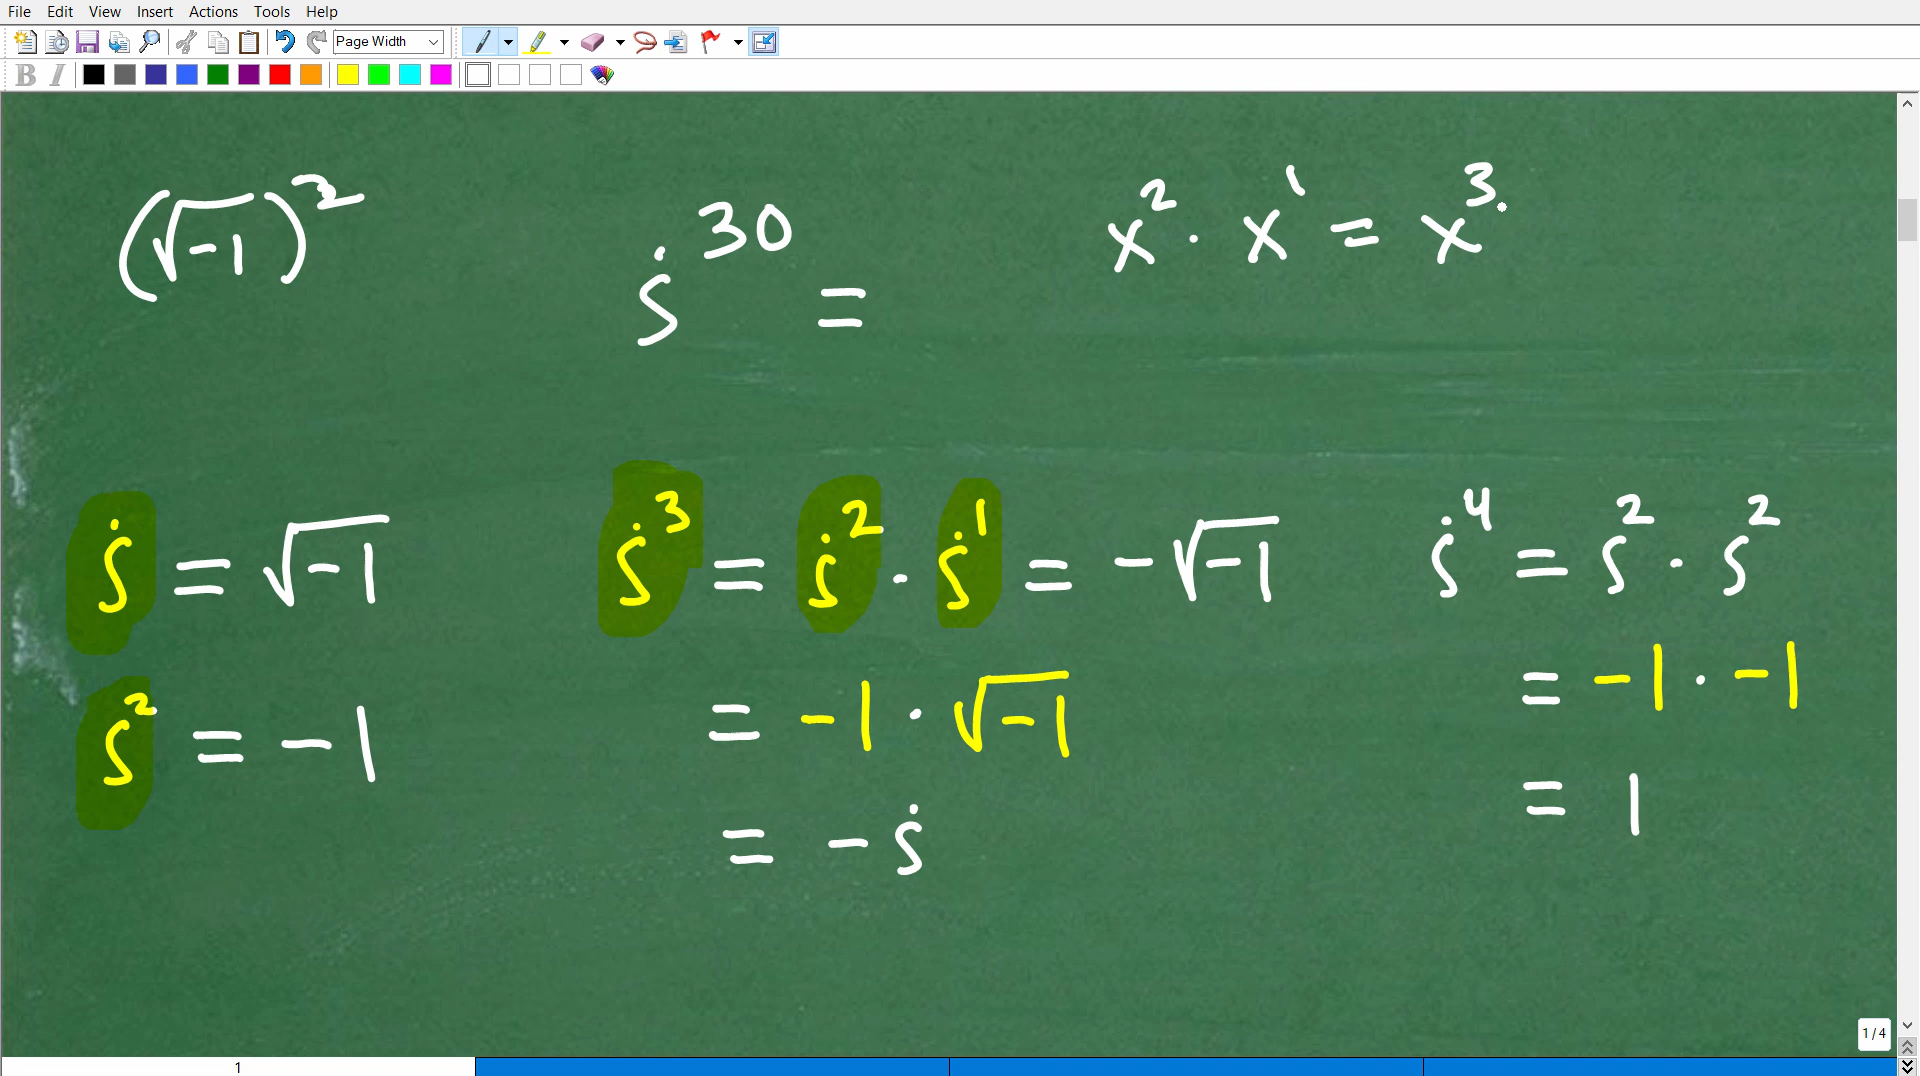 File Edit View Insert Actions Tools Help
Page Width
B I
(√-1)²
i³⁰ =
x² · x¹ = x³
i = √-1
i³ = i² · i¹ = -√-1
i⁴ = i² · i²
i² = -1
= -1 · √-1
= -1 · -1
= -i
= 1
1 / 4
1